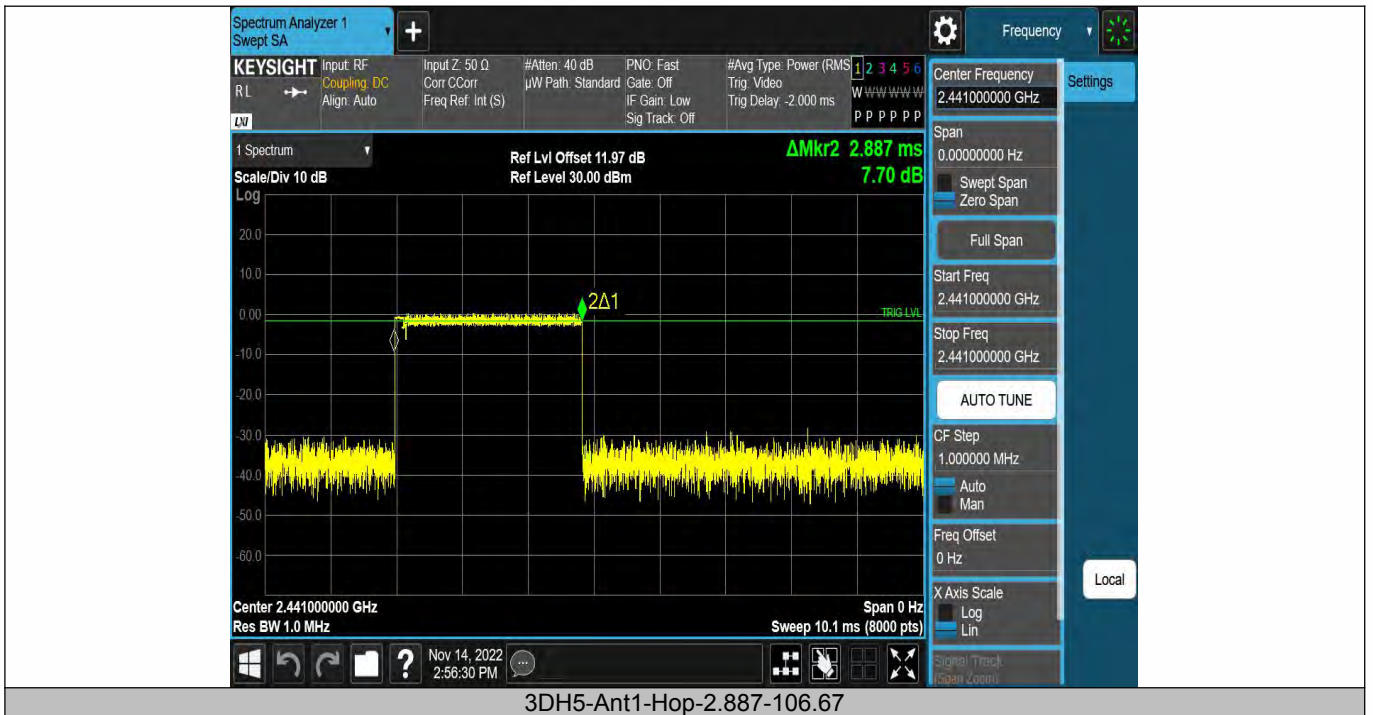 Spectrum Analyzer 1
Swept SA
Frequency
KEYSIGHT
RL
LXI
Input: RF
Coupling: DC
Align: Auto
Input Z: 50 Ω
Corr CCorr
Freq Ref: Int (S)
#Atten: 40 dB
µW Path: Standard
PNO: Fast
Gate: Off
IF Gain: Low
Sig Track: Off
#Avg Type: Power (RMS
Trig: Video
Trig Delay: -2.000 ms
1 2 3 4 5 6
W W W W W W
P P P P P P
1 Spectrum
Scale/Div 10 dB
Ref Lvl Offset 11.97 dB
Ref Level 30.00 dBm
ΔMkr2 2.887 ms
7.70 dB
Log
20.0
10.0
0.00
-10.0
-20.0
-30.0
-40.0
-50.0
-60.0
2Δ1
TRIG LVL
Center 2.441000000 GHz
Res BW 1.0 MHz
Span 0 Hz
Sweep 10.1 ms (8000 pts)
Nov 14, 2022
2:56:30 PM
Center Frequency
2.441000000 GHz
Settings
Span
0.00000000 Hz
Swept Span
Zero Span
Full Span
Start Freq
2.441000000 GHz
Stop Freq
2.441000000 GHz
AUTO TUNE
CF Step
1.000000 MHz
Auto
Man
Freq Offset
0 Hz
X Axis Scale
Log
Lin
Local
Signal Track
(Span Zoom)
3DH5-Ant1-Hop-2.887-106.67